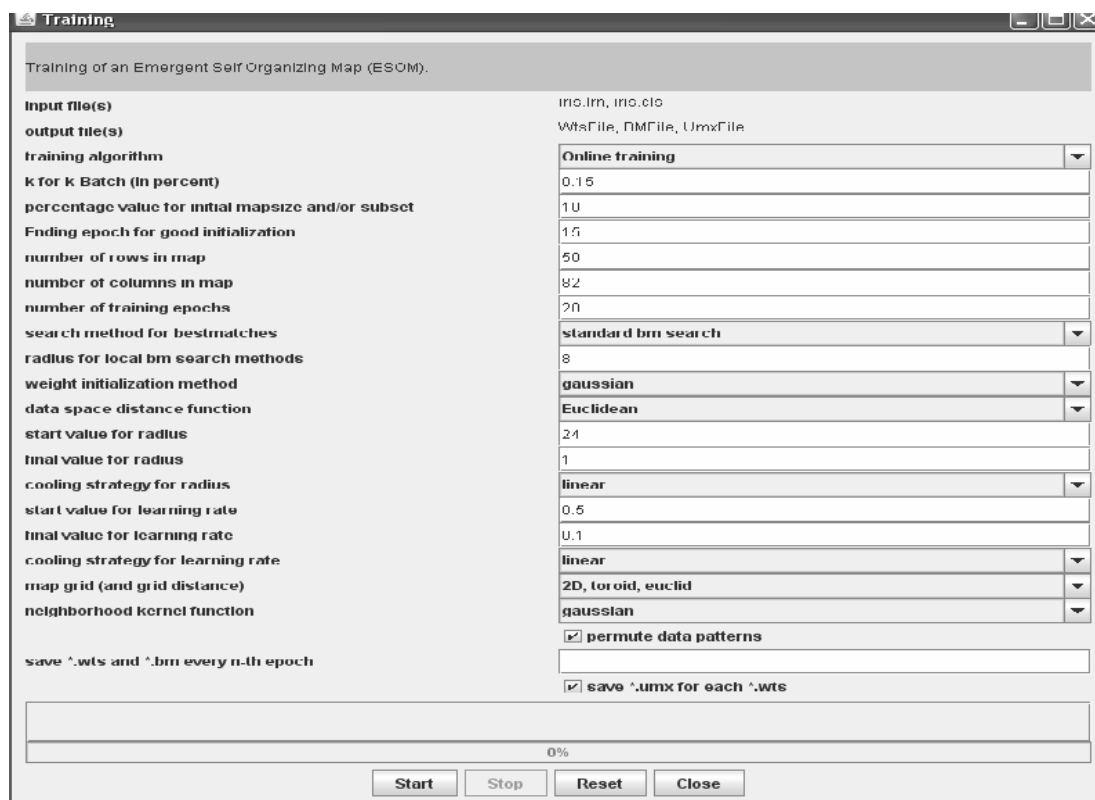 Training
Training of an Emergent Self Organizing Map (ESOM).
Input file(s) iris.lrn, iris.cls
output file(s) WtsFile, BMFile, UmxFile
training algorithm Online training
k for k Batch (in percent) 0.15
percentage value for initial mapsize and/or subset 10
Ending epoch for good initialization 15
number of rows in map 50
number of columns in map 82
number of training epochs 20
search method for bestmatches standard bm search
radius for local bm search methods 8
weight initialization method gaussian
data space distance function Euclidean
start value for radius 24
final value for radius 1
cooling strategy for radius linear
start value for learning rate 0.5
final value for learning rate 0.1
cooling strategy for learning rate linear
map grid (and grid distance) 2D, toroid, euclid
neighborhood kernel function gaussian
permute data patterns
save *.wts and *.bm every n-th epoch
save *.umx for each *.wts
0%
Start Stop Reset Close